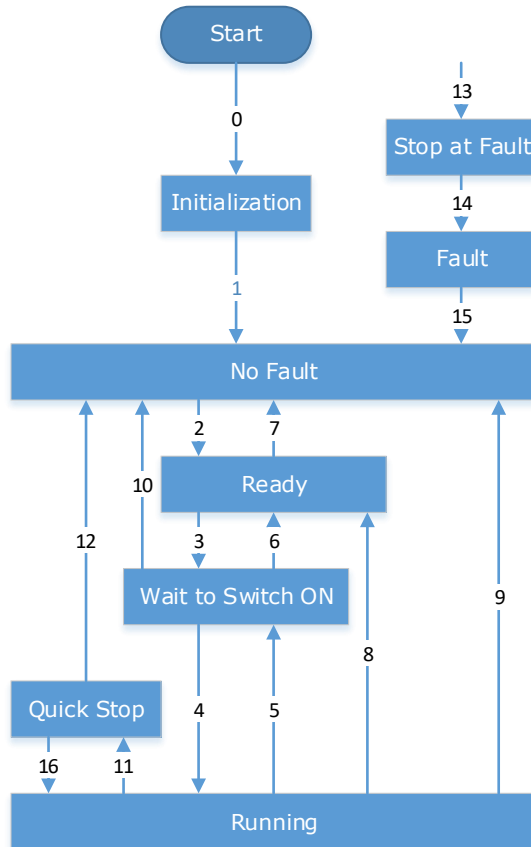 Start
13
0
Stop at Fault
Initialization
14
Fault
1
15
No Fault
2
7
10
Ready
12
3
6
9
Wait to Switch ON
8
Quick Stop
4
5
16
11
Running